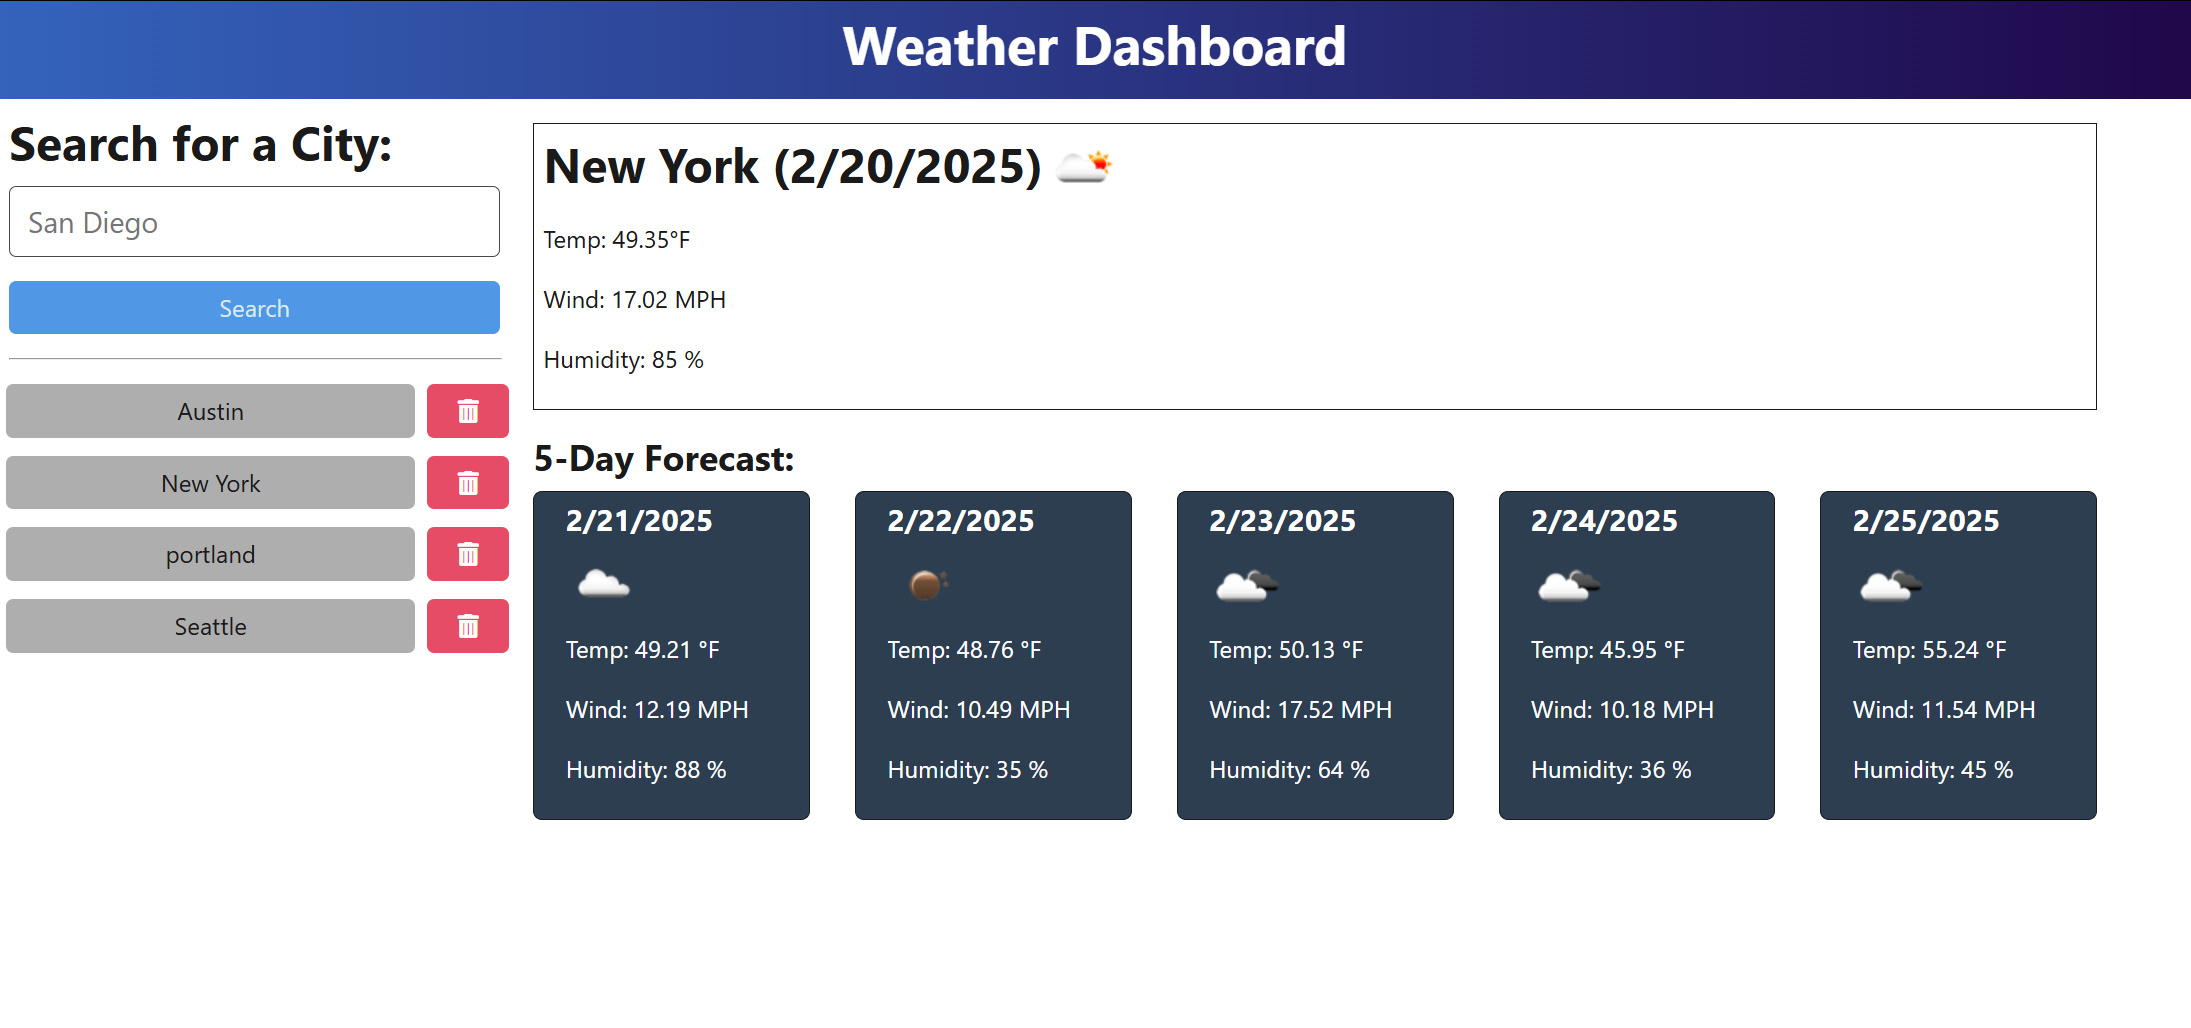 Weather Dashboard
Search for a City:
San Diego
Search
Austin
New York
portland
Seattle
New York (2/20/2025)
Temp: 49.35°F
Wind: 17.02 MPH
Humidity: 85 %
5-Day Forecast:
2/21/2025
Temp: 49.21 °F
Wind: 12.19 MPH
Humidity: 88 %
2/22/2025
Temp: 48.76 °F
Wind: 10.49 MPH
Humidity: 35 %
2/23/2025
Temp: 50.13 °F
Wind: 17.52 MPH
Humidity: 64 %
2/24/2025
Temp: 45.95 °F
Wind: 10.18 MPH
Humidity: 36 %
2/25/2025
Temp: 55.24 °F
Wind: 11.54 MPH
Humidity: 45 %